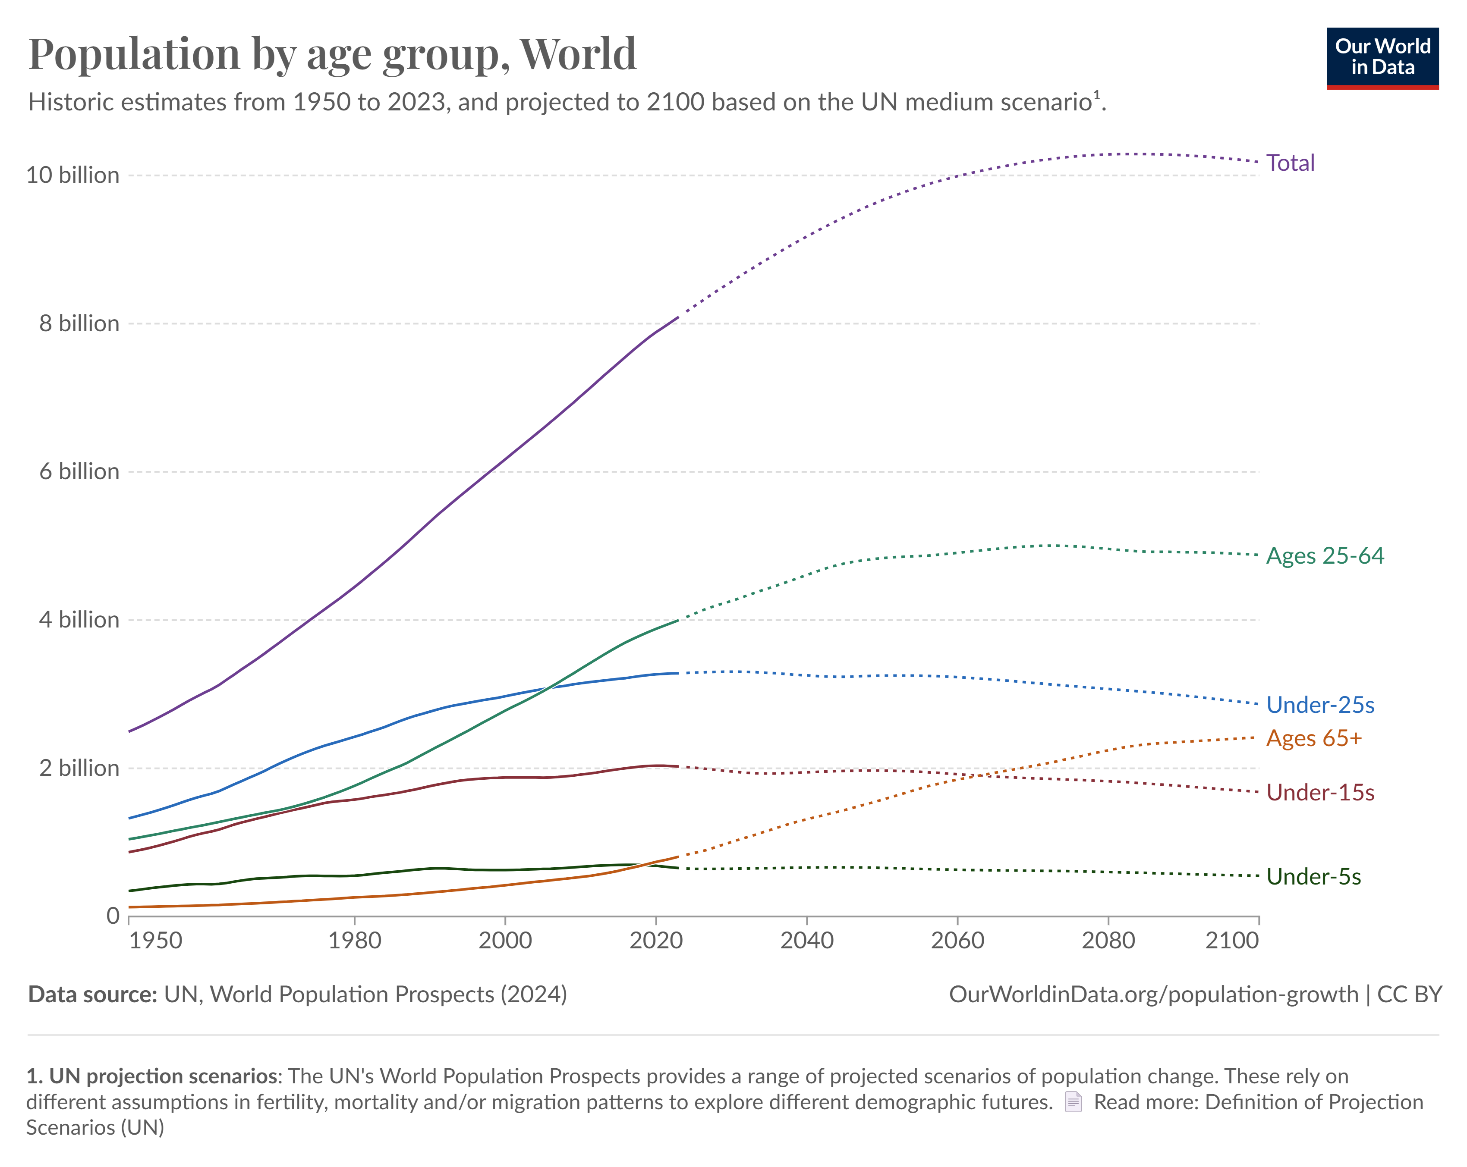 Population by age group, World
Our World
in Data
Historic estimates from 1950 to 2023, and projected to 2100 based on the UN medium scenario¹.
10 billion
Total
8 billion
6 billion
Ages 25-64
4 billion
Under-25s
Ages 65+
2 billion
Under-15s
Under-5s
0
1950 1980 2000 2020 2040 2060 2080 2100
Data source: UN, World Population Prospects (2024)
OurWorldinData.org/population-growth | CC BY
1. UN projection scenarios: The UN's World Population Prospects provides a range of projected scenarios of population change. These rely on
different assumptions in fertility, mortality and/or migration patterns to explore different demographic futures. Read more: Definition of Projection
Scenarios (UN)